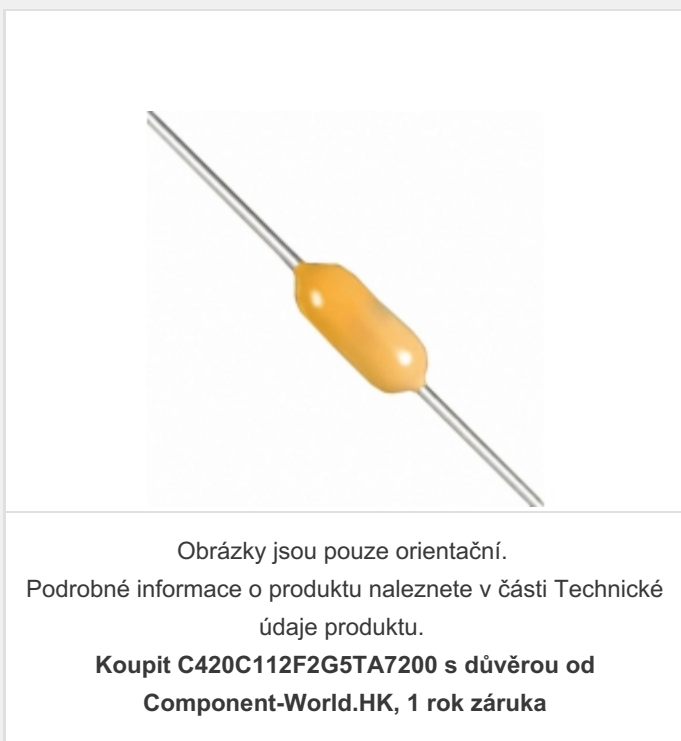 Obrázky jsou pouze orientační.
Podrobné informace o produktu naleznete v části Technické
údaje produktu.
Koupit C420C112F2G5TA7200 s důvěrou od
Component-World.HK, 1 rok záruka